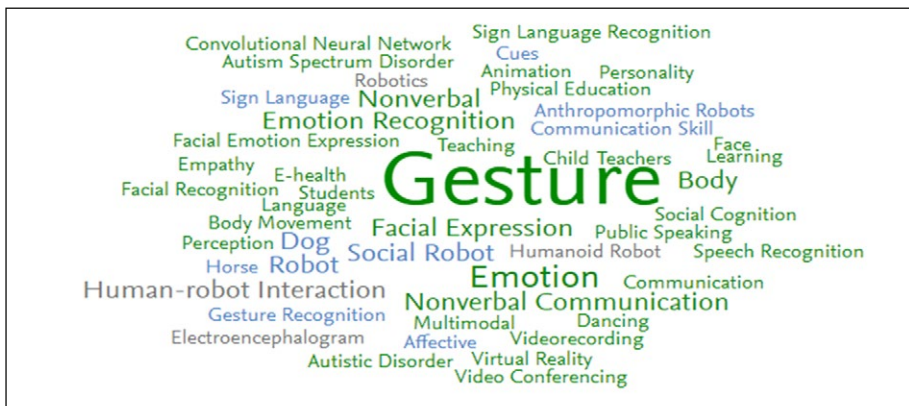 Sign Language Recognition
Convolutional Neural Network
Cues
Autism Spectrum Disorder
Animation
Personality
Robotics
Physical Education
Sign Language
Nonverbal
Anthropomorphic Robots
Emotion Recognition
Communication Skill
Facial Emotion Expression
Teaching
Face
Child Teachers
Learning
Empathy
E-health
Gesture
Body
Facial Recognition
Students
Language
Social Cognition
Body Movement
Facial Expression
Public Speaking
Perception
Dog
Social Robot
Humanoid Robot
Speech Recognition
Horse
Robot
Emotion
Communication
Human-robot Interaction
Nonverbal Communication
Gesture Recognition
Multimodal
Dancing
Electroencephalogram
Affective
Videorecording
Autistic Disorder
Virtual Reality
Video Conferencing